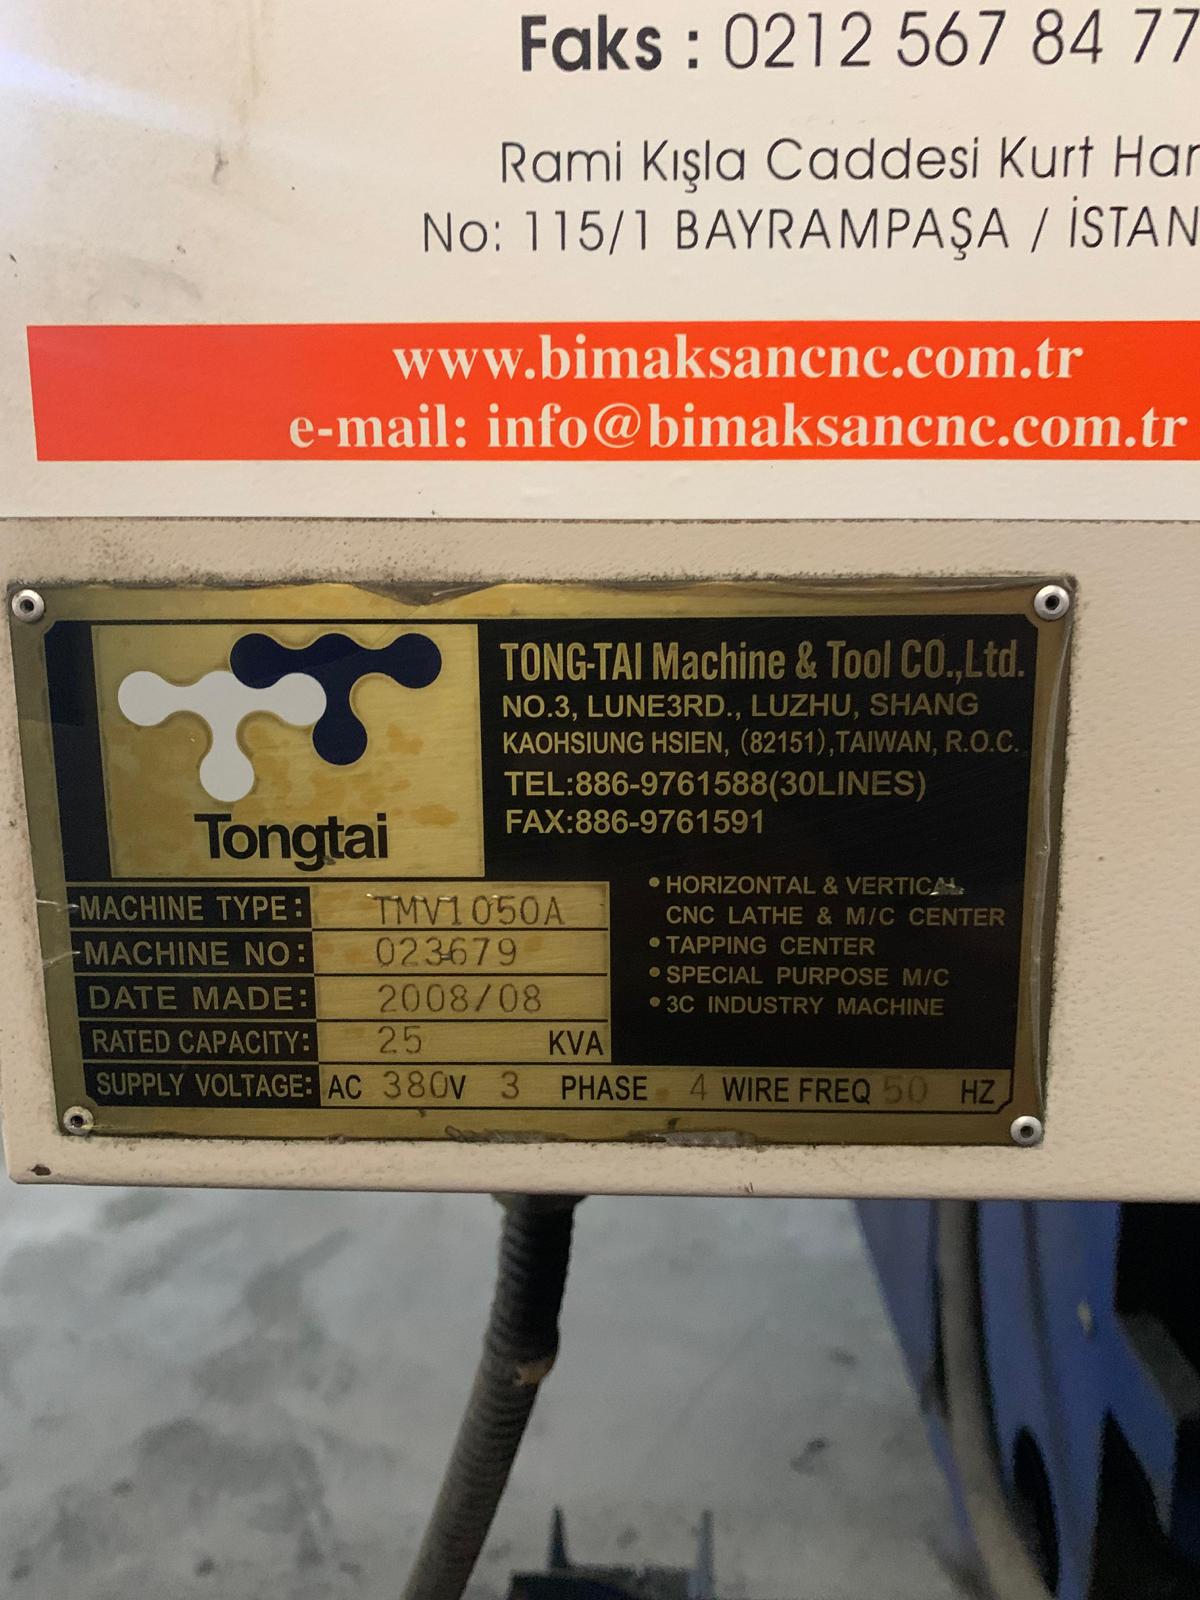 Faks : 0212 567 84 77
Rami Kışla Caddesi Kurt Har
No: 115/1 BAYRAMPAŞA / İSTAN
www.bimaksancnc.com.tr
e-mail: info@bimaksancnc.com.tr
Tongtai
TONG-TAI Machine & Tool CO.,Ltd.
NO.3, LUNE3RD., LUZHU, SHANG
KAOHSIUNG HSIEN, (82151),TAIWAN, R.O.C.
TEL:886-9761588(30LINES)
FAX:886-9761591
• HORIZONTAL & VERTICAL
CNC LATHE & M/C CENTER
• TAPPING CENTER
• SPECIAL PURPOSE M/C
• 3C INDUSTRY MACHINE
MACHINE TYPE: TMV1050A
MACHINE NO: 023679
DATE MADE: 2008/08
RATED CAPACITY: 25 KVA
SUPPLY VOLTAGE: AC 380V 3 PHASE 4 WIRE FREQ 50 HZ